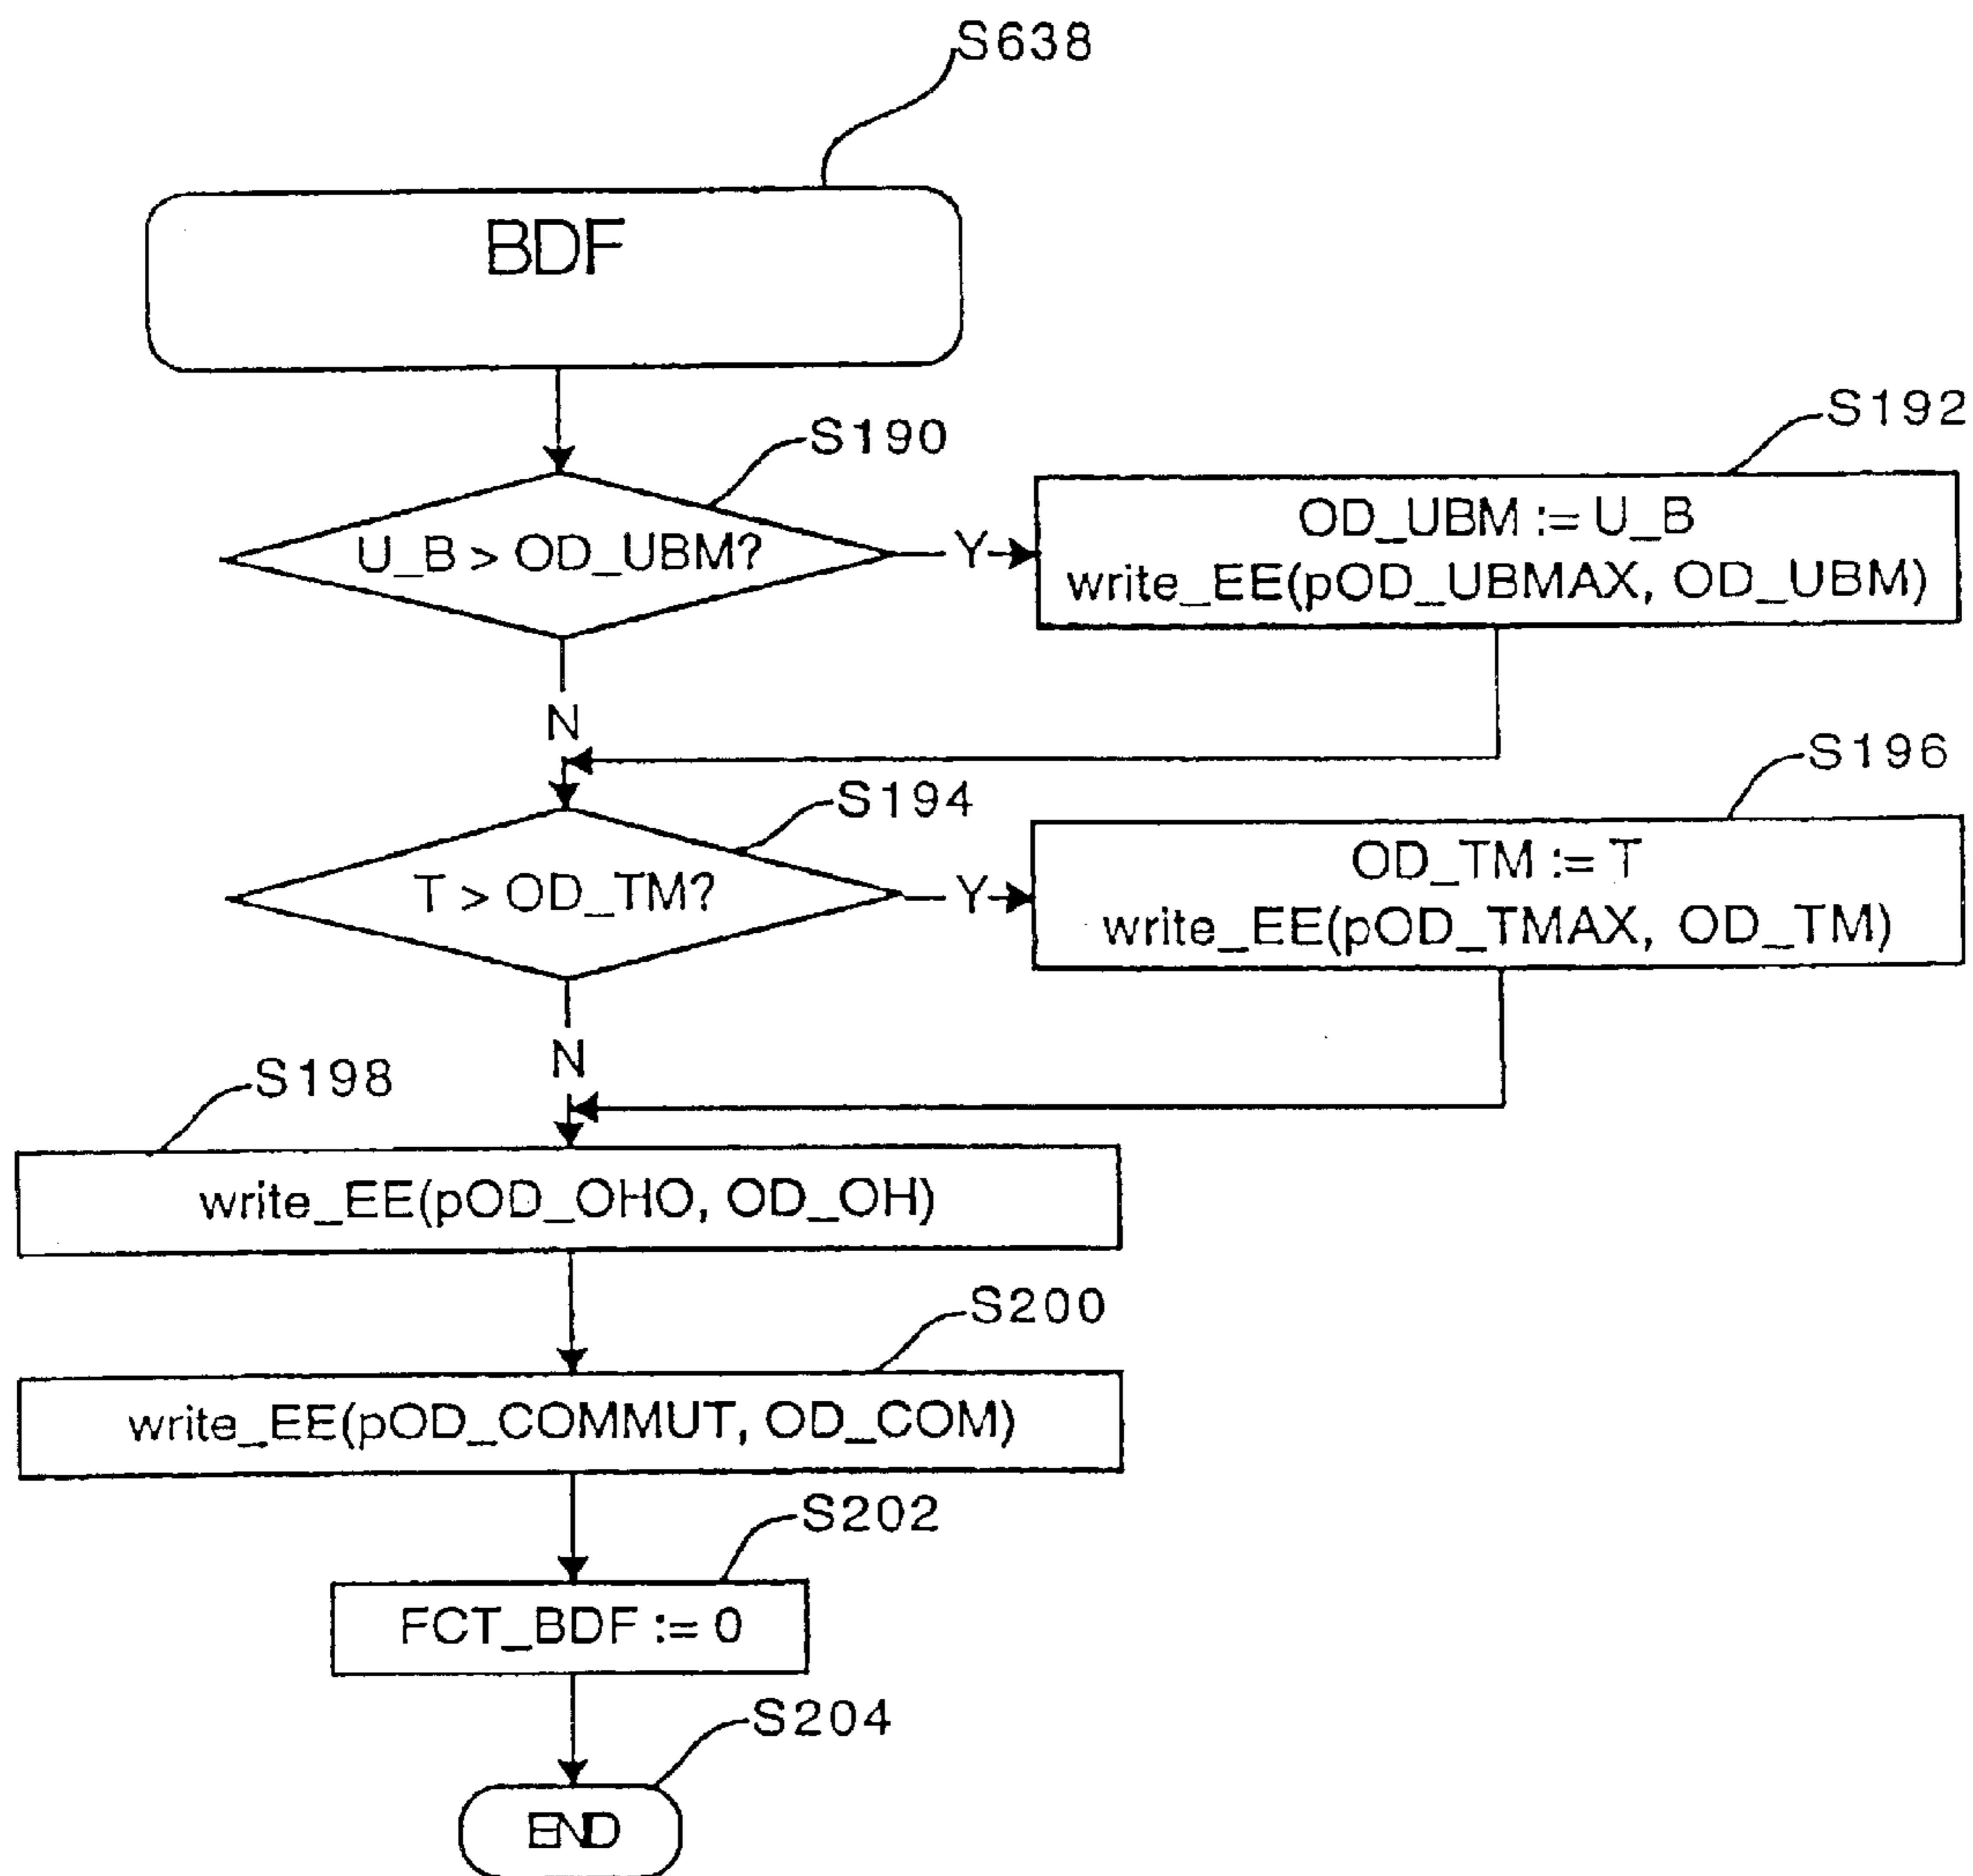 S638
BDF
S190
U_B > OD_UBM?
Y
S192
OD_UBM := U_B
write_EE(pOD_UBMAX, OD_UBM)
N
S194
T > OD_TM?
Y
S196
OD_TM := T
write_EE(pOD_TMAX, OD_TM)
N
S198
write_EE(pOD_OHO, OD_OH)
S200
write_EE(pOD_COMMUT, OD_COM)
S202
FCT_BDF := 0
S204
END